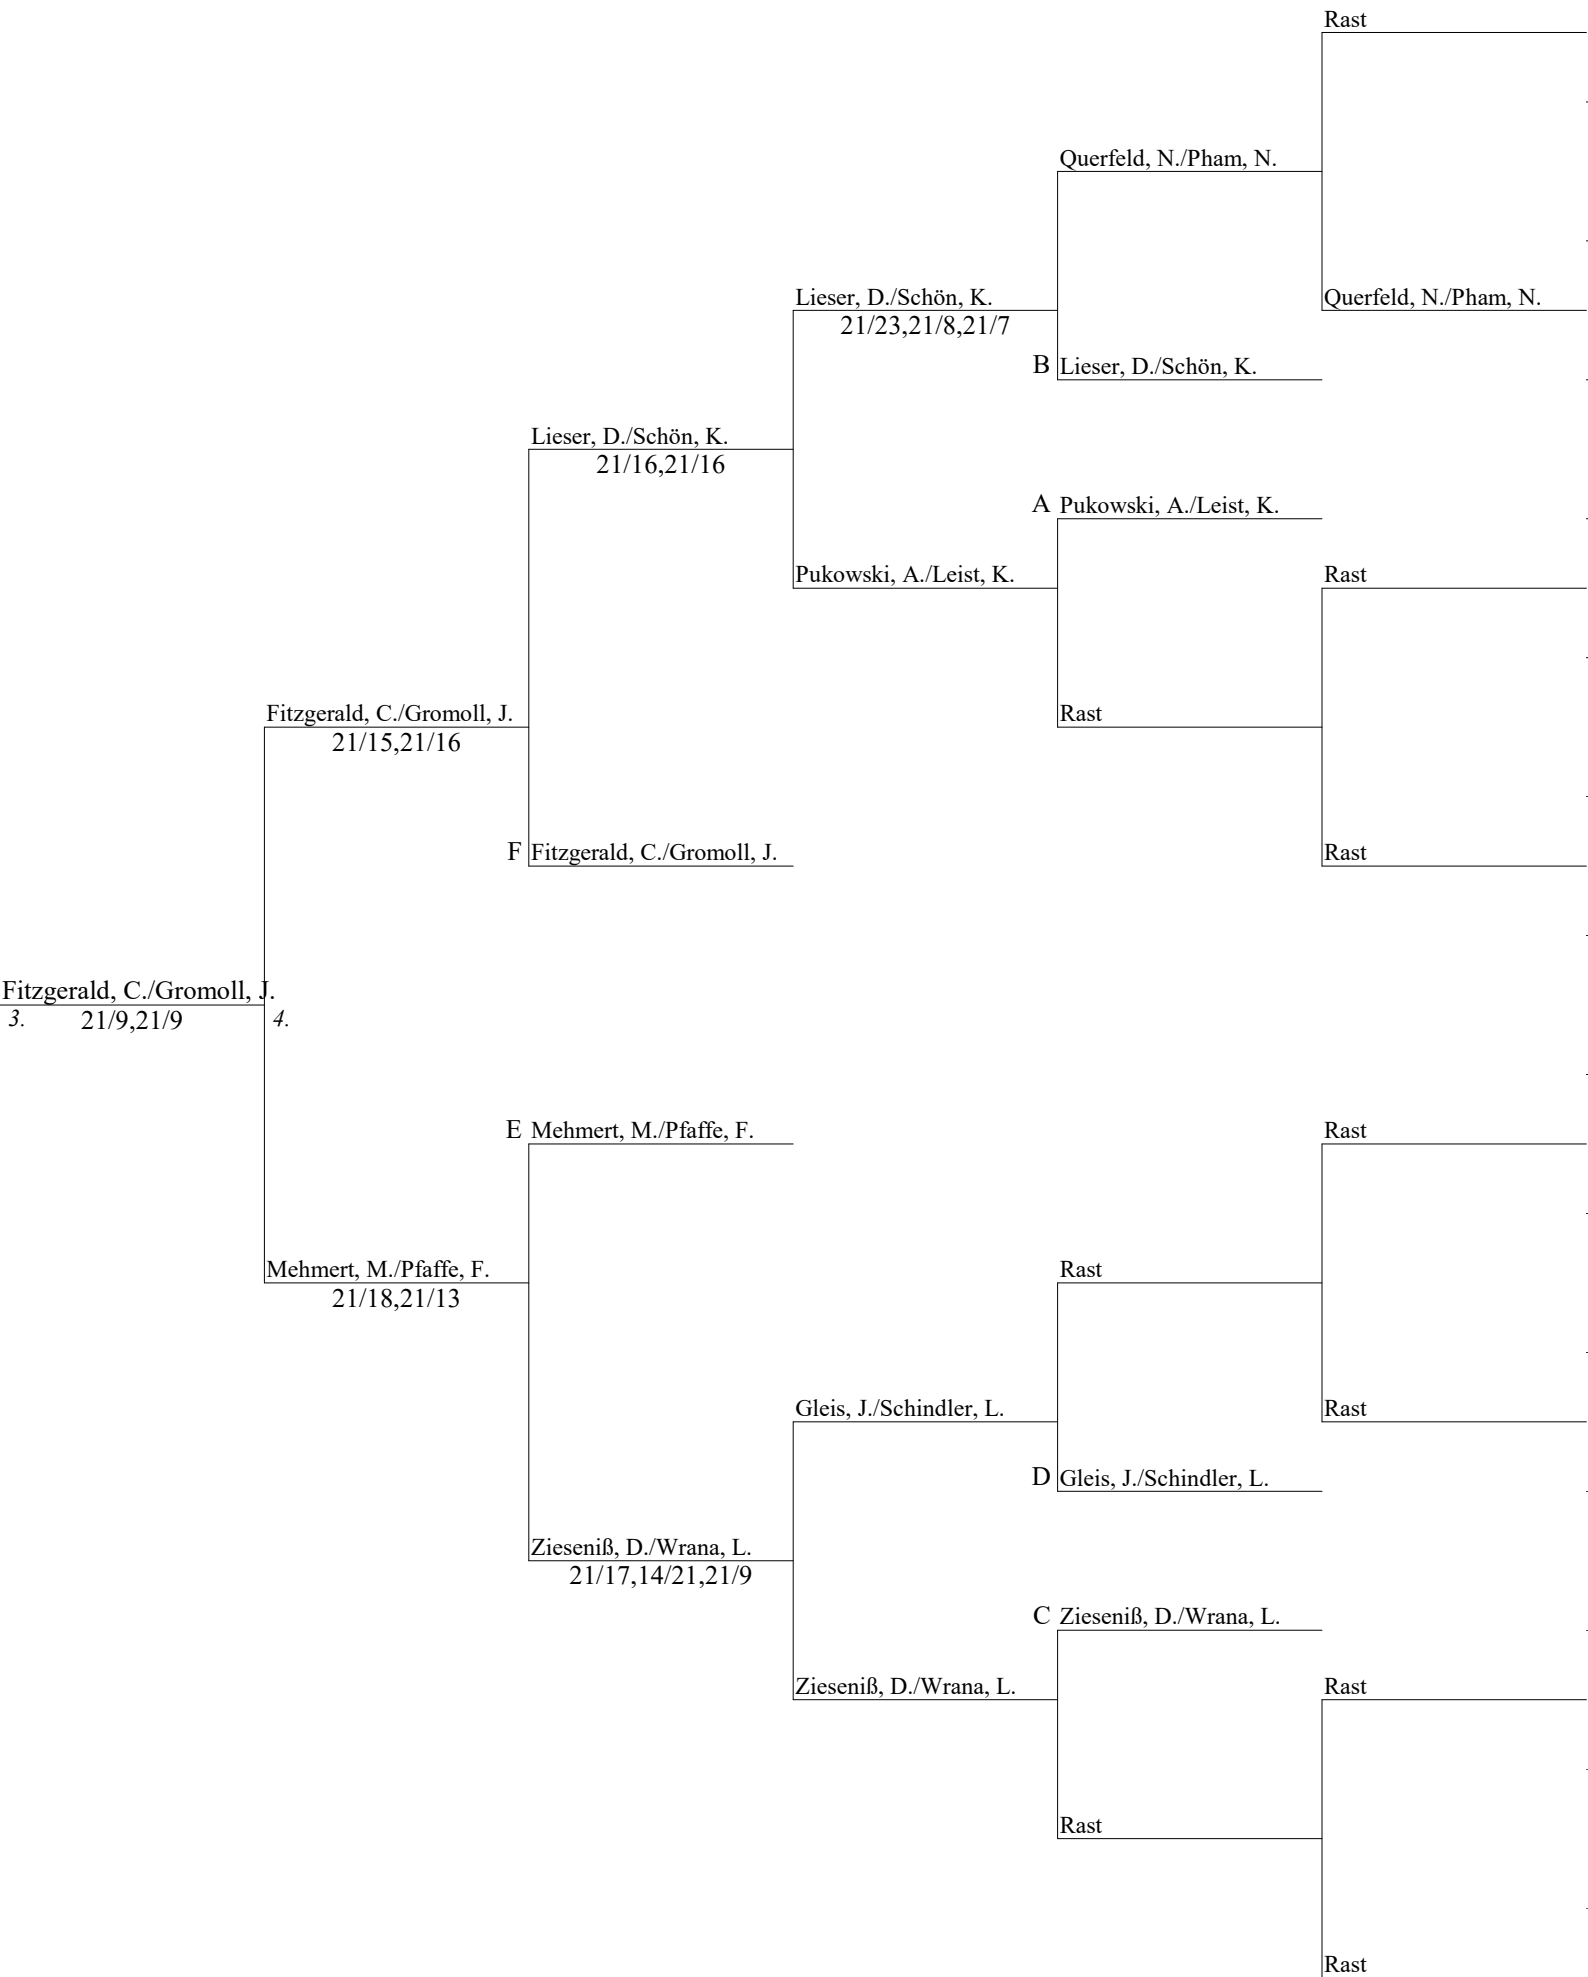 Rast
Querfeld, N./Pham, N.
Lieser, D./Schön, K.
Querfeld, N./Pham, N.
21/23,21/8,21/7
B Lieser, D./Schön, K.
Lieser, D./Schön, K.
21/16,21/16
A Pukowski, A./Leist, K.
Pukowski, A./Leist, K.
Rast
Fitzgerald, C./Gromoll, J.
Rast
21/15,21/16
F Fitzgerald, C./Gromoll, J.
Rast
Fitzgerald, C./Gromoll, J.
3. 21/9,21/9 4.
E Mehmert, M./Pfaffe, F.
Rast
Mehmert, M./Pfaffe, F.
Rast
21/18,21/13
Gleis, J./Schindler, L.
Rast
D Gleis, J./Schindler, L.
Zieseniß, D./Wrana, L.
21/17,14/21,21/9
C Zieseniß, D./Wrana, L.
Zieseniß, D./Wrana, L.
Rast
Rast
Rast